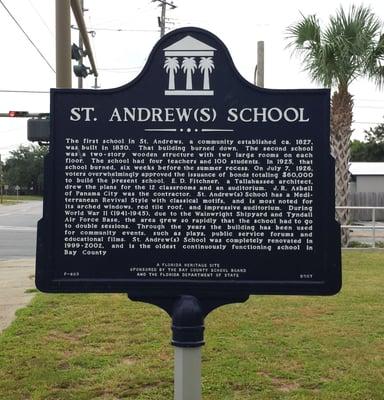 ST. ANDREW(S) SCHOOL
The first school in St. Andrews, a community established ca. 1827,
was built in 1830. That building burned down. The second school
was a two-story wooden structure with two large rooms on each
floor. The school had four teachers and 100 students. In 1925, that
school burned, six weeks before the summer recess. On July 7, 1926,
voters overwhelmingly approved the issuance of bonds totaling $60,000
to build the present school. E. D. Fitchner, a Tallahassee architect,
drew the plans for the 12 classrooms and an auditorium. J. R. Asbell
of Panama City was the contractor. St. Andrew(s) School has a Medi-
terranean Revival Style with classical motifs, and is most noted for
its arched windows, red tile roof, and impressive auditorium. During
World War II (1941-1943), due to the Wainwright Shipyard and Tyndall
Air Force Base, the area grew so rapidly that the school had to go
to double sessions. Through the years the building has been used
for community events, such as plays, public service forums and
educational films. St. Andrew(s) School was completely renovated in
1999-2002, and is the oldest continuously functioning school in
Bay County
A FLORIDA HERITAGE SITE
SPONSORED BY THE BAY COUNTY SCHOOL BOARD
AND THE FLORIDA DEPARTMENT OF STATE